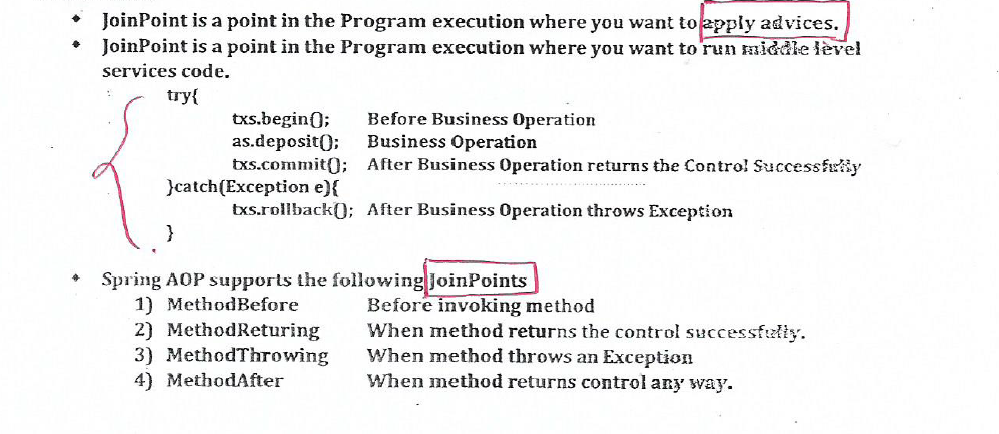 • JoinPoint is a point in the Program execution where you want to apply advices.
• JoinPoint is a point in the Program execution where you want to run middle level
services code.
try{
txs.begin(); Before Business Operation
as.deposit(); Business Operation
txs.commit(); After Business Operation returns the Control Successfully
}catch(Exception e){
txs.rollback(); After Business Operation throws Exception
}
• Spring AOP supports the following JoinPoints
1) MethodBefore Before invoking method
2) MethodReturing When method returns the control successfully.
3) MethodThrowing When method throws an Exception
4) MethodAfter When method returns control any way.